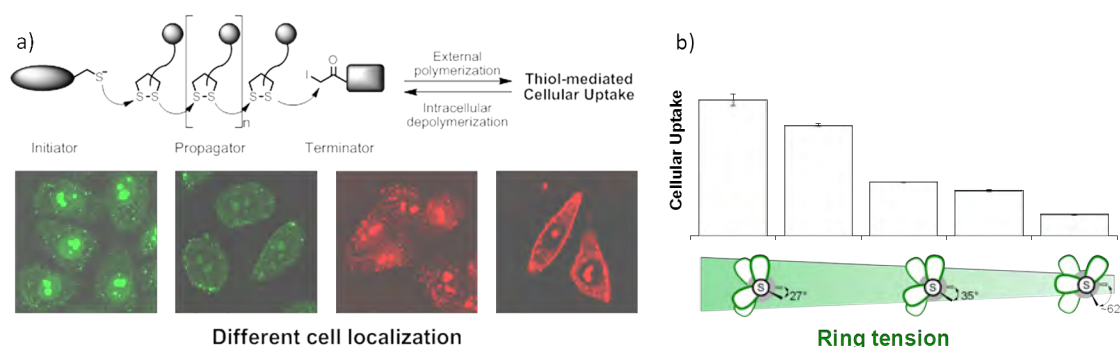 a)
S⁻
S-S
S-S
n
S-S
I
O
External
polymerization
Intracellular
depolymerization
Thiol-mediated
Cellular Uptake
Initiator
Propagator
Terminator
Different cell localization
b)
Cellular Uptake
S
27°
S
35°
S
~62
Ring tension